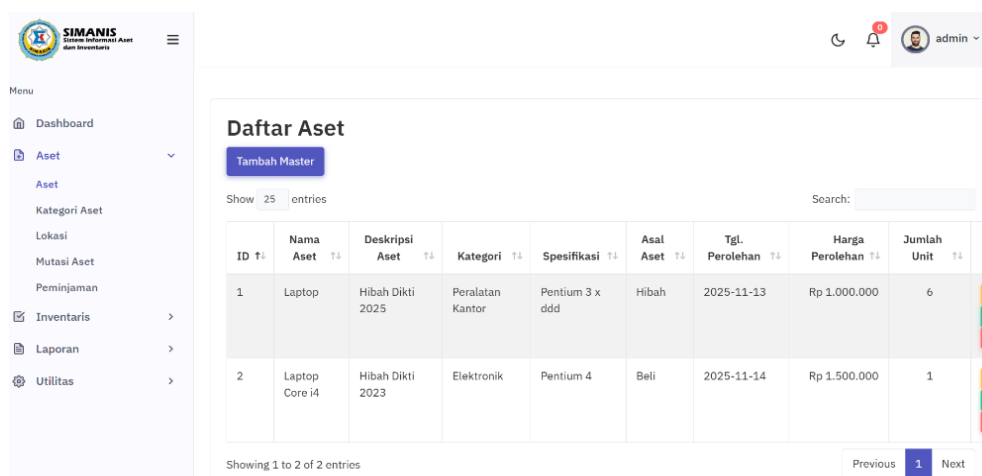 SIMANIS
Sistem Informasi Aset
dan Inventaris
0
admin
Menu
Dashboard
Aset
Aset
Kategori Aset
Lokasi
Mutasi Aset
Peminjaman
Inventaris
Laporan
Utilitas
Daftar Aset
Tambah Master
Show 25 entries
Search:
ID Nama Aset Deskripsi Aset Kategori Spesifikasi Asal Aset Tgl. Perolehan Harga Perolehan Jumlah Unit
1 Laptop Hibah Dikti 2025 Peralatan Kantor Pentium 3 x ddd Hibah 2025-11-13 Rp 1.000.000 6
2 Laptop Core i4 Hibah Dikti 2023 Elektronik Pentium 4 Beli 2025-11-14 Rp 1.500.000 1
Showing 1 to 2 of 2 entries
Previous 1 Next